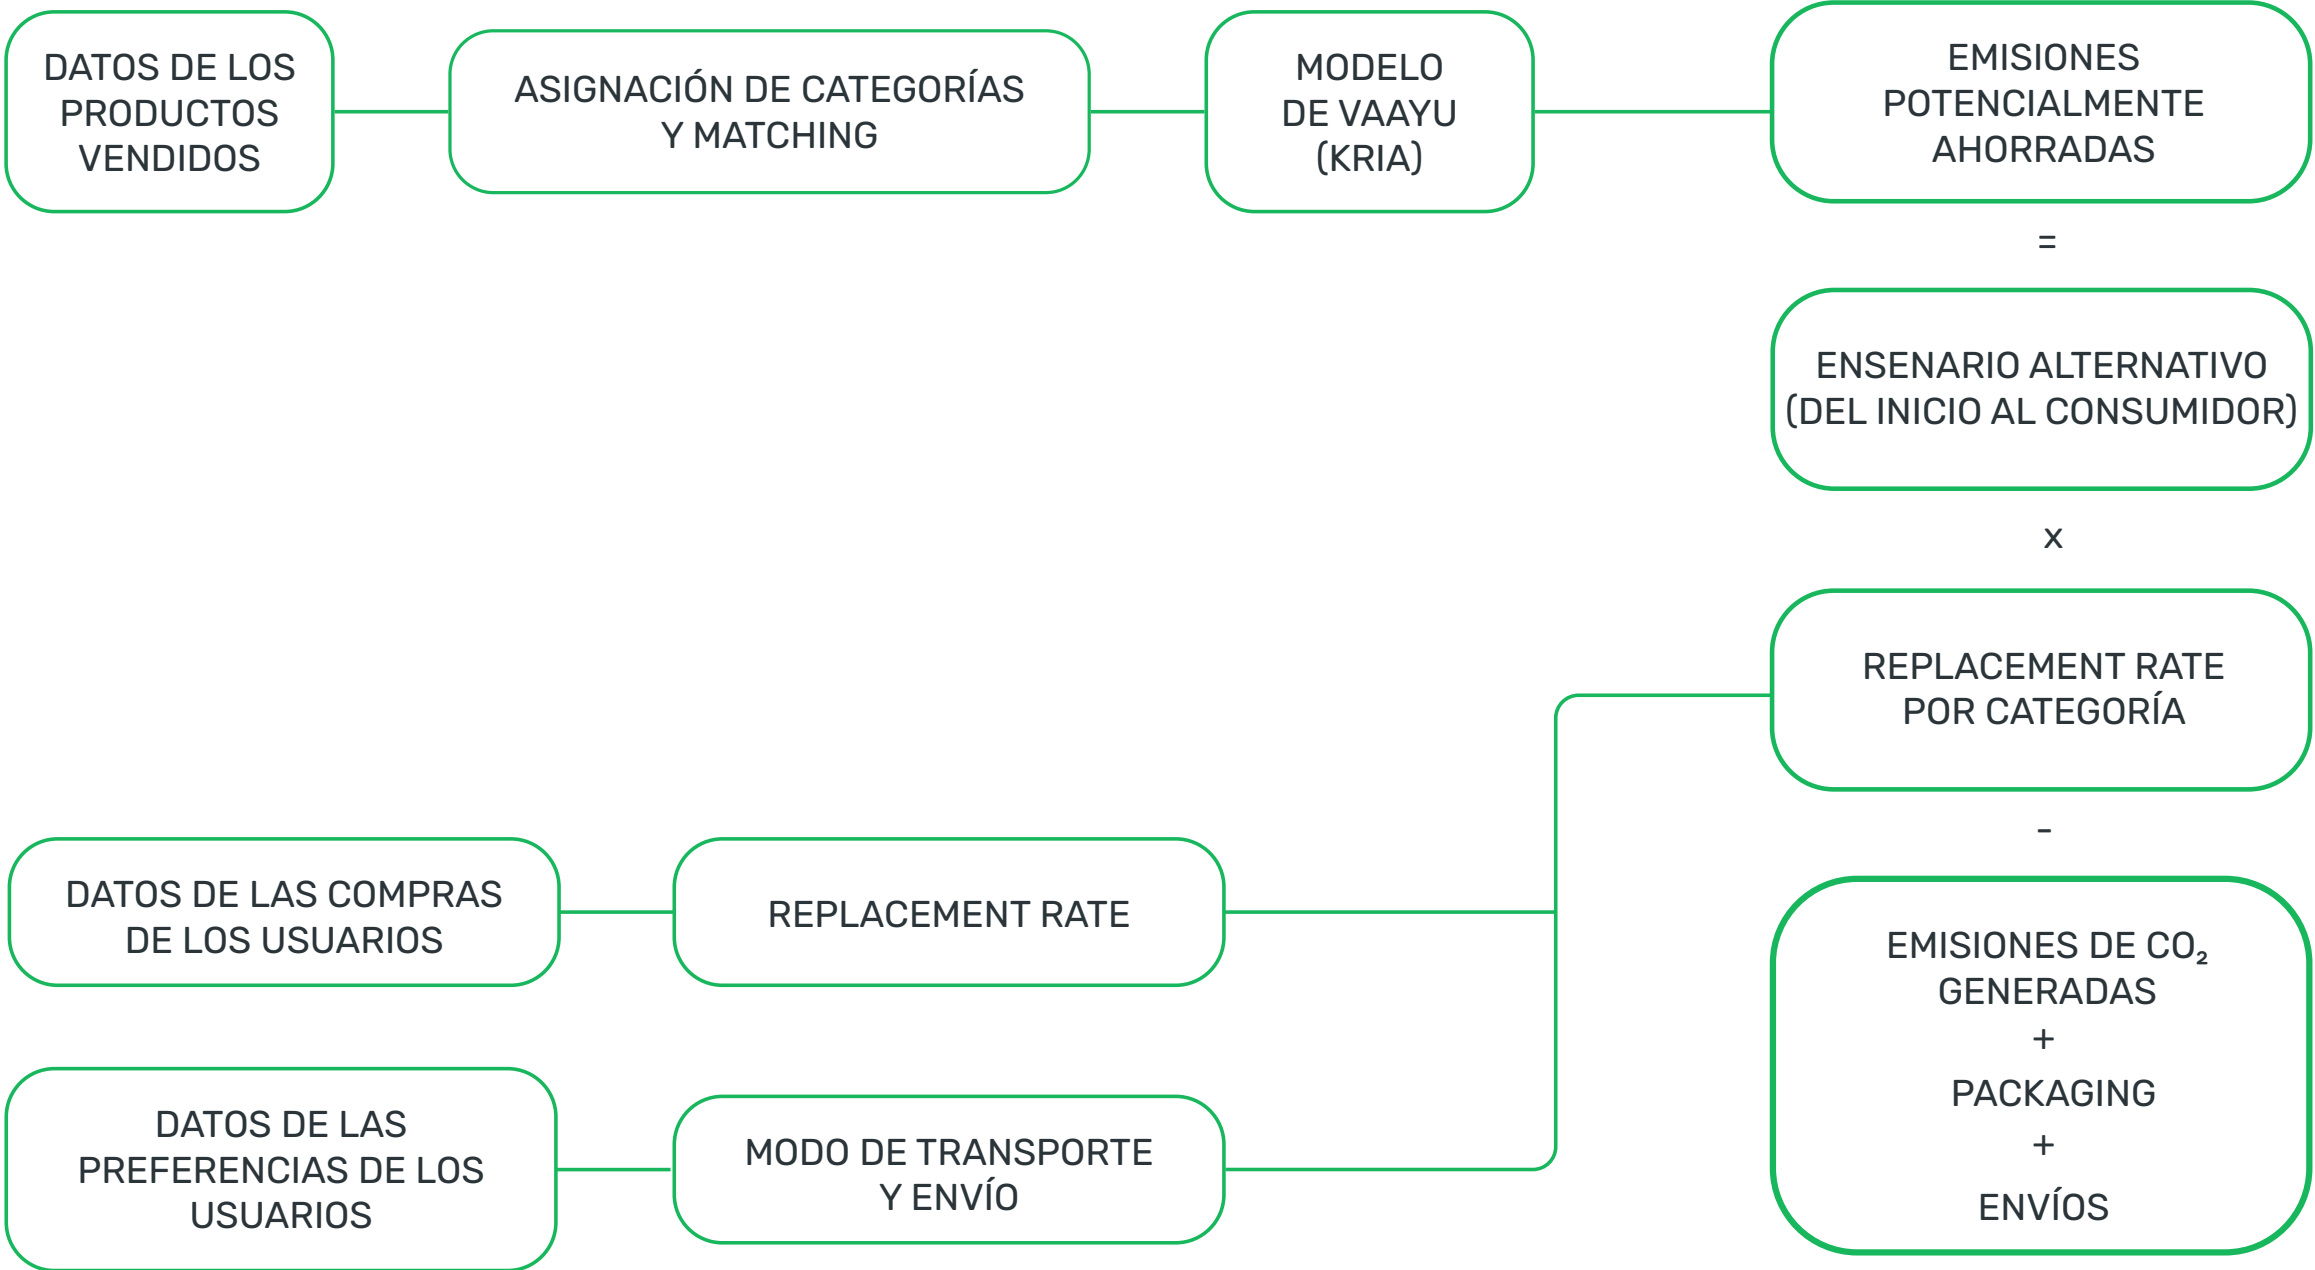 DATOS DE LOS
PRODUCTOS
VENDIDOS
ASIGNACIÓN DE CATEGORÍAS
Y MATCHING
MODELO
DE VAAYU
(KRIA)
EMISIONES
POTENCIALMENTE
AHORRADAS
=
ENSENARIO ALTERNATIVO
(DEL INICIO AL CONSUMIDOR)
x
REPLACEMENT RATE
POR CATEGORÍA
-
DATOS DE LAS COMPRAS
DE LOS USUARIOS
REPLACEMENT RATE
EMISIONES DE CO₂
GENERADAS
+
PACKAGING
+
ENVÍOS
DATOS DE LAS
PREFERENCIAS DE LOS
USUARIOS
MODO DE TRANSPORTE
Y ENVÍO